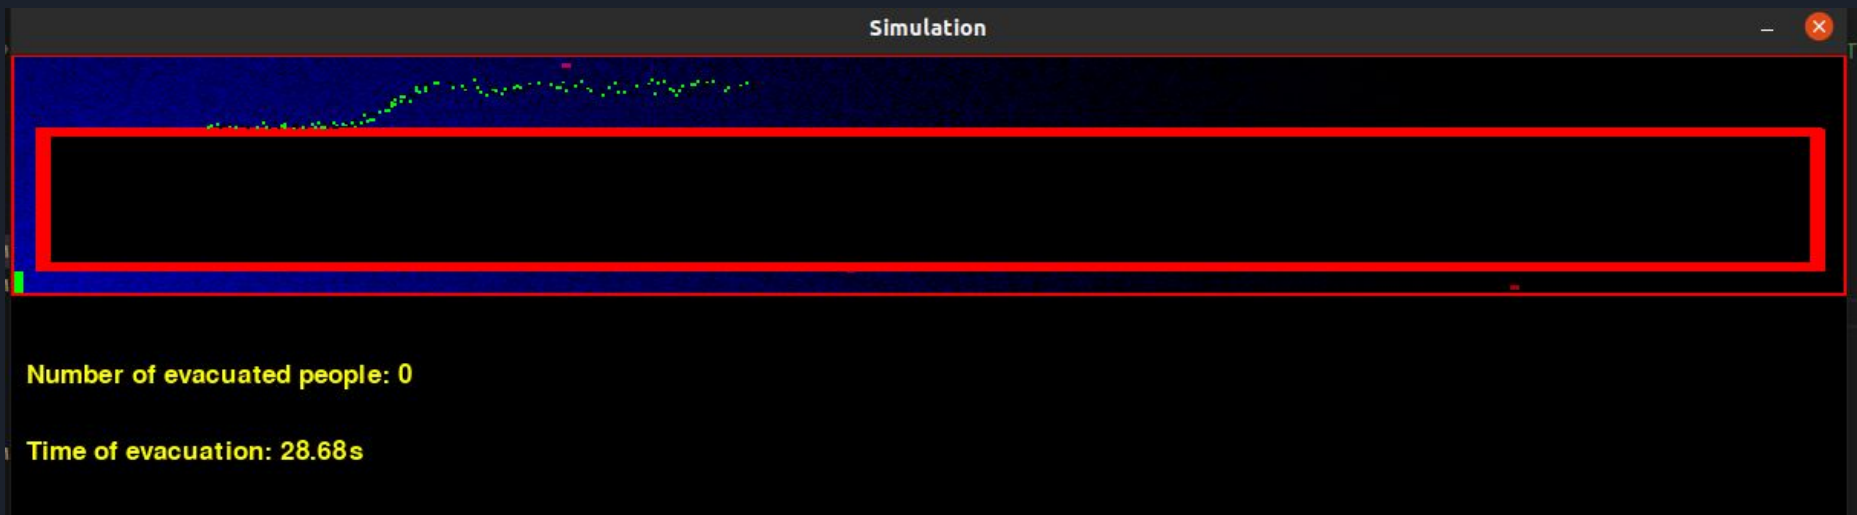 Simulation
Number of evacuated people: 0
Time of evacuation: 28.68s